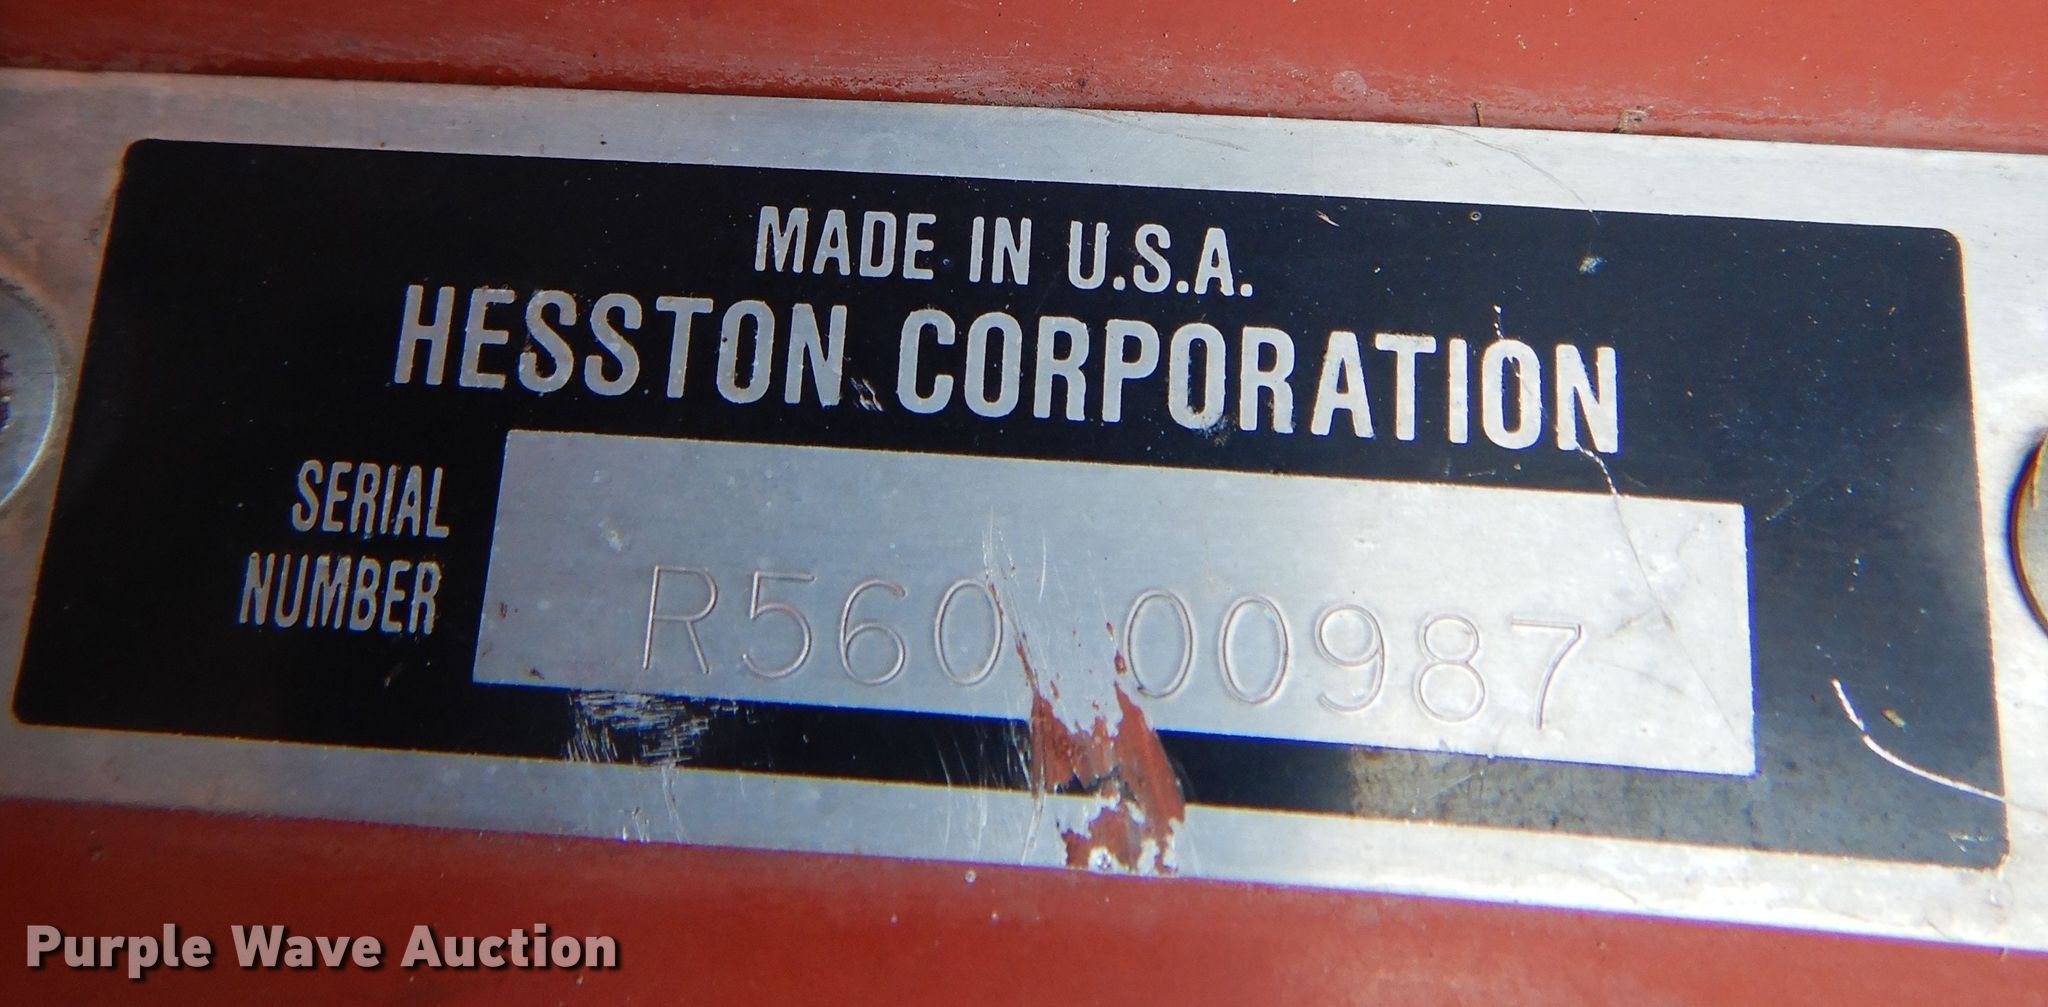 MADE IN U.S.A.
HESSTON CORPORATION
SERIAL
NUMBER
R560 00987
Purple Wave Auction